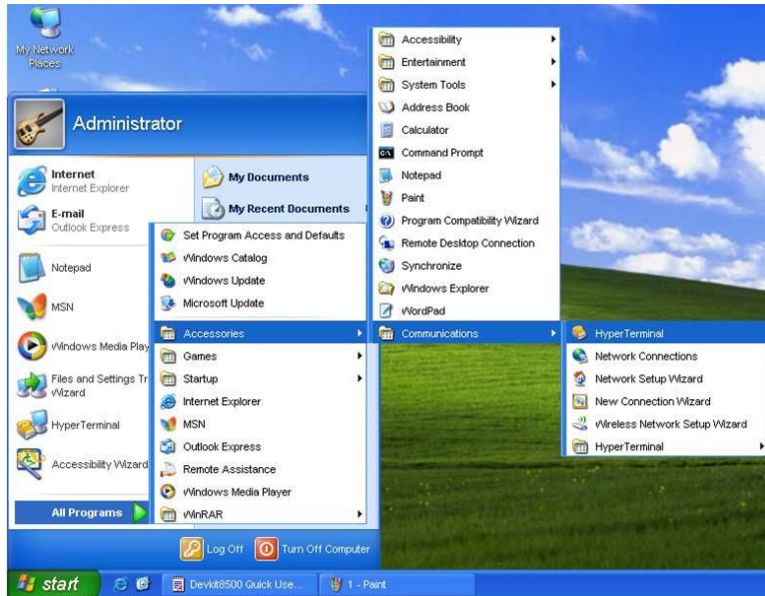 My Network
Places
Administrator
Internet
Internet Explorer
E-mail
Outlook Express
Notepad
MSN
Windows Media Play
Files and Settings Tr
Wizard
HyperTerminal
Accessibility Wizard
All Programs
My Documents
My Recent Documents
Set Program Access and Defaults
Windows Catalog
Windows Update
Microsoft Update
Accessories
Games
Startup
Internet Explorer
MSN
Outlook Express
Remote Assistance
Windows Media Player
WinRAR
Accessibility
Entertainment
System Tools
Address Book
Calculator
Command Prompt
Notepad
Paint
Program Compatibility Wizard
Remote Desktop Connection
Synchronize
Windows Explorer
WordPad
Communications
HyperTerminal
Network Connections
Network Setup Wizard
New Connection Wizard
Wireless Network Setup Wizard
HyperTerminal
Log Off
Turn Off Computer
start
Devkit8500 Quick Use...
1 - Paint